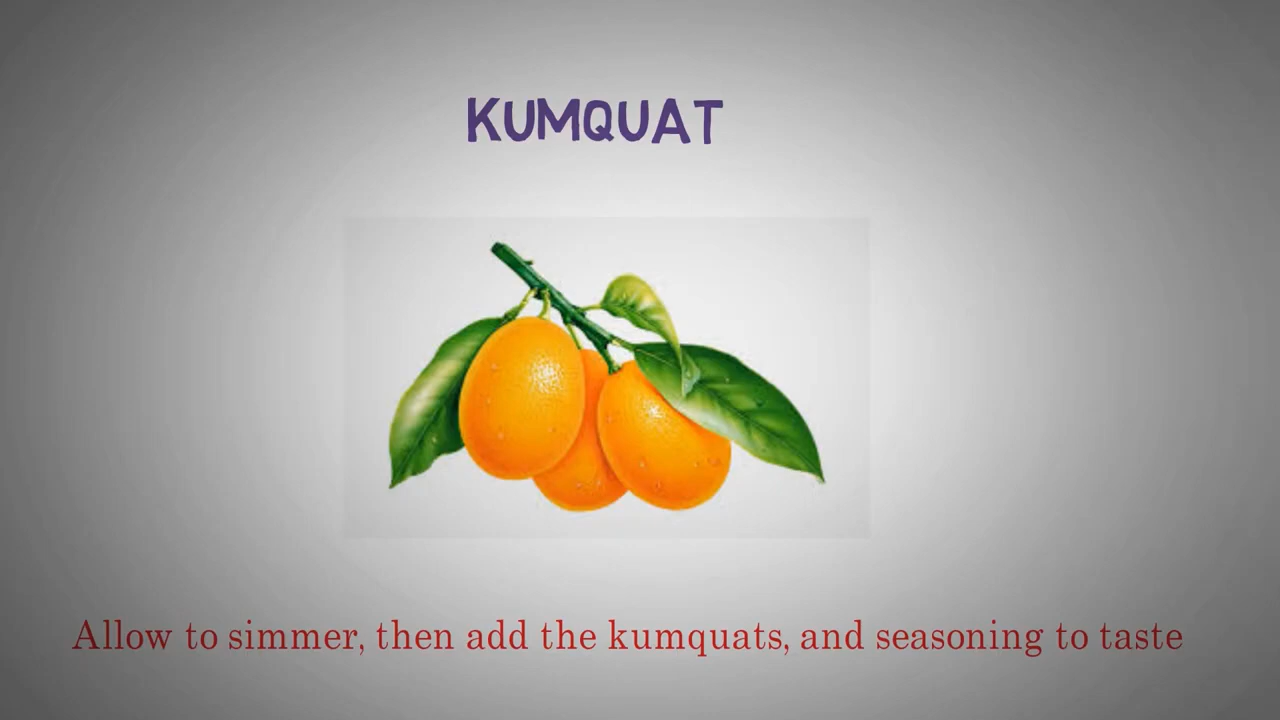 KUMQUAT
Allow to simmer, then add the kumquats, and seasoning to taste